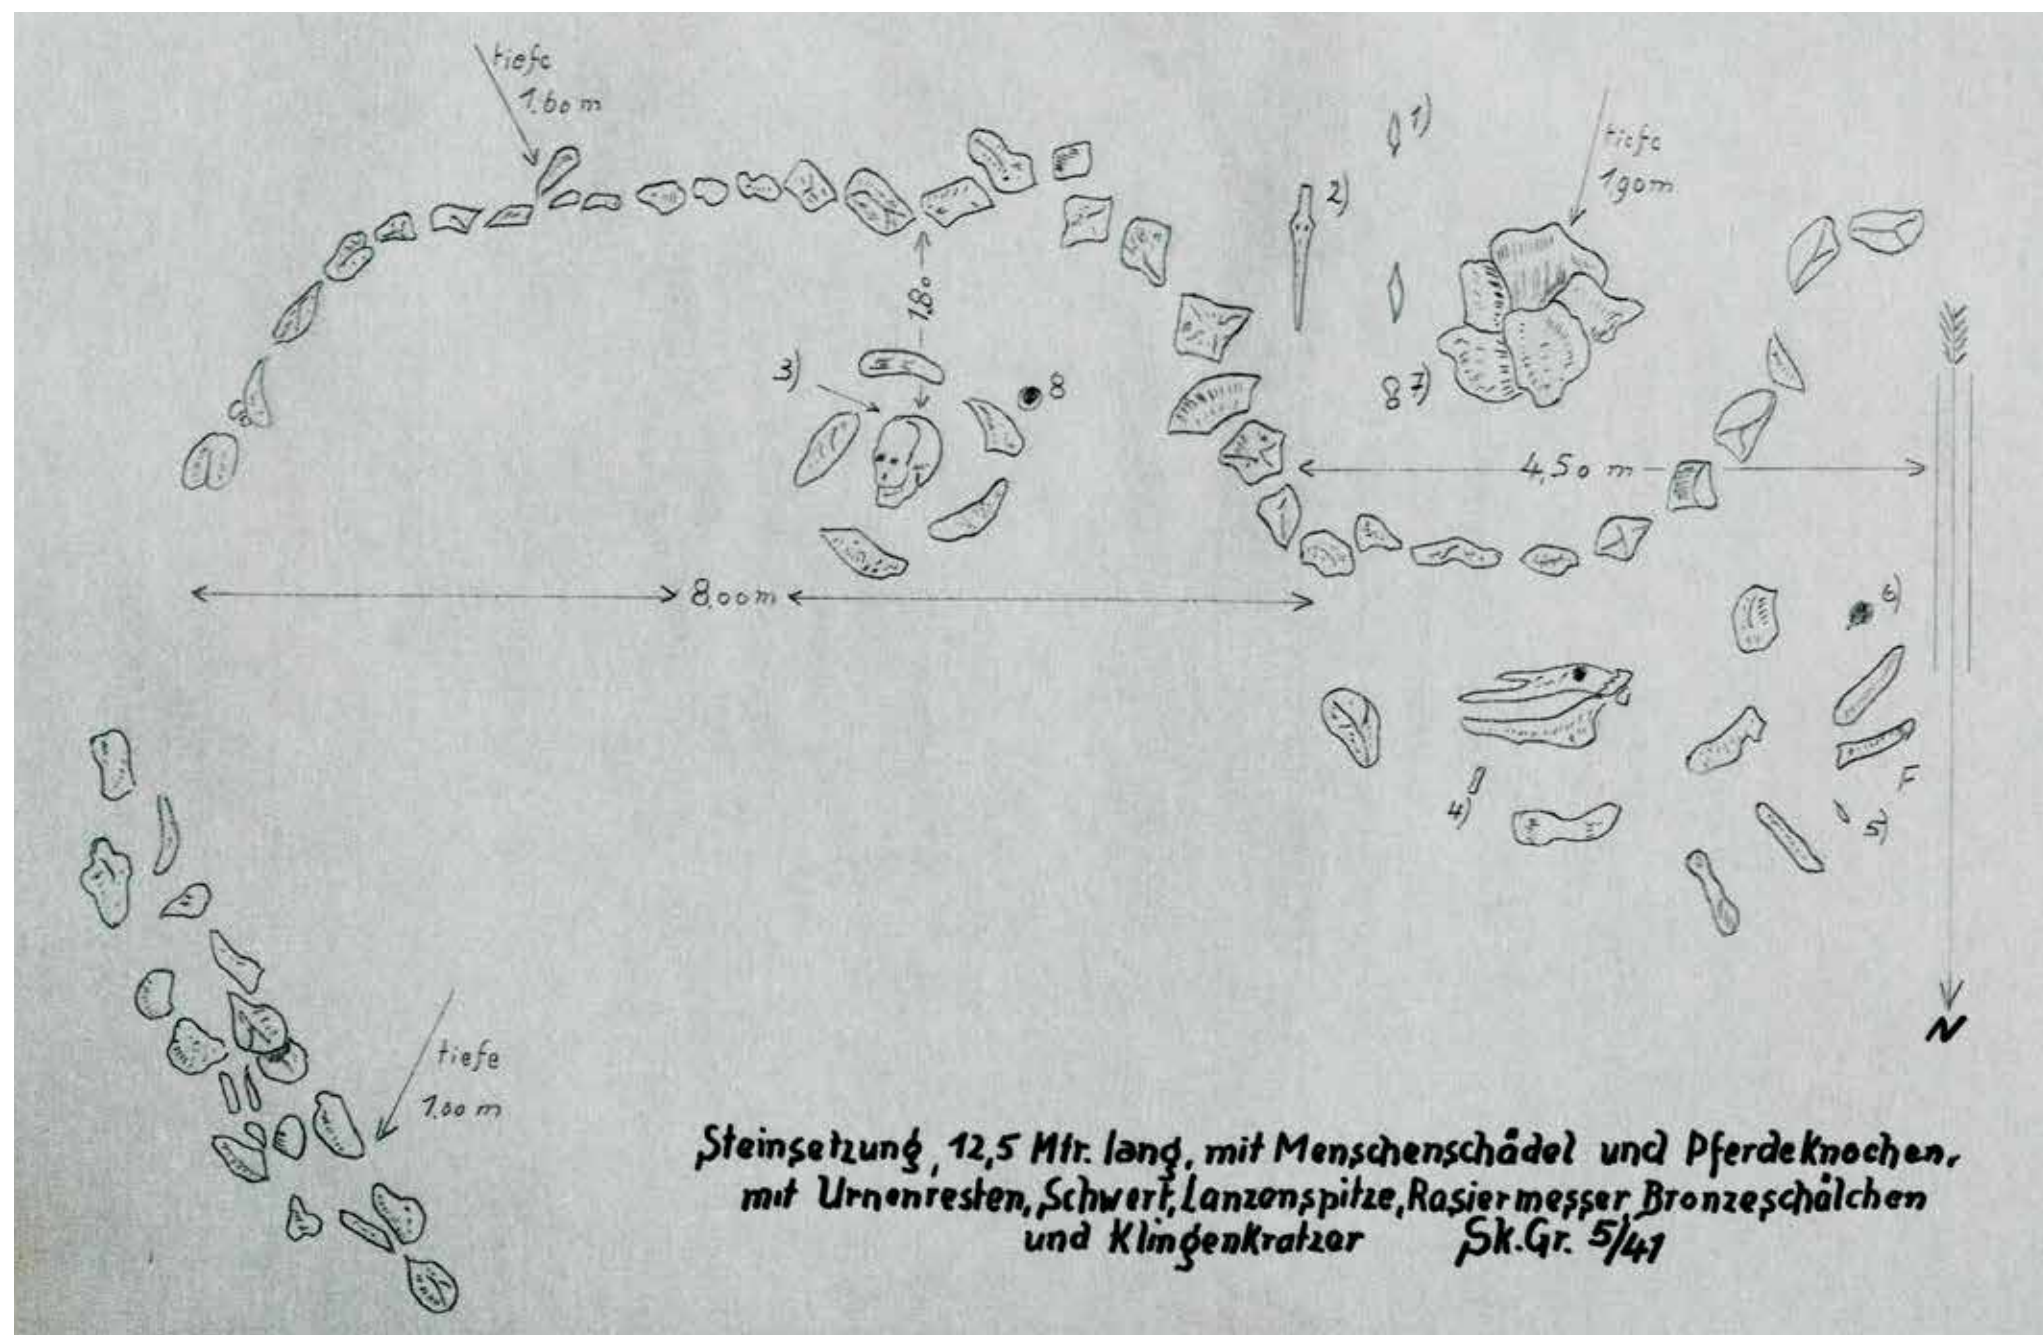 tiefe
1.60 m
1)
tiefe
1,90 m.
2)
1.80
3)
8
8 7)
4,50 m
8.00 m
6)
F
4)
5)
N
tiefe
1.00 m
Steinsetzung, 12,5 Mtr. lang, mit Menschenschädel und Pferdeknochen,
mit Urnenresten, Schwert, Lanzenspitze, Rasiermesser, Bronzeschälchen
und Klingenkratzer Sk.Gr. 5/41